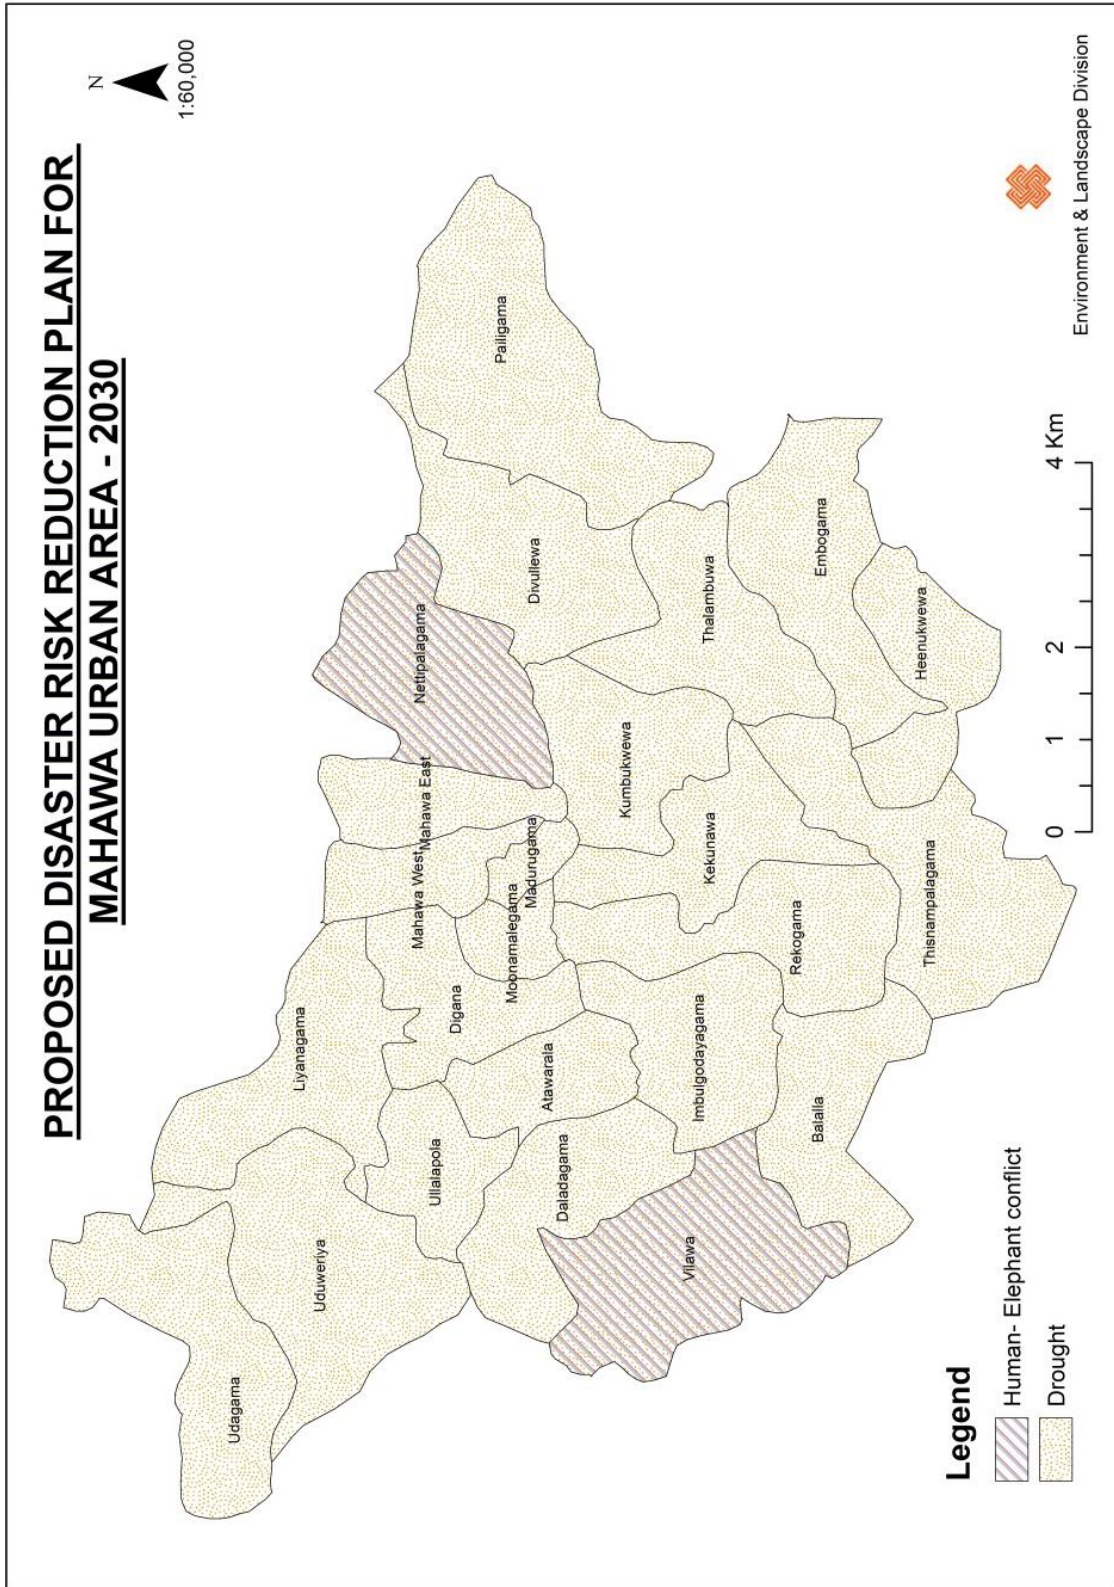 PROPOSED DISASTER RISK REDUCTION PLAN FOR
MAHAWA URBAN AREA - 2030
N
1:60,000
Udagama
Uduweriya
Liyanagama
Ullalapola
Digana
Mahawa West
Mahawa East
Nettipalagama
Moonamalegama
Madurugama
Atawarala
Daladagama
Divullewa
Pailigama
Kumbukwewa
Vilawa
Imbulgodayagama
Kekunawa
Thalambuwa
Rekogama
Balalla
Embogama
Heenukwewa
Thisnampalagama
Legend
Human- Elephant conflict
Drought
0 1 2 4 Km
Environment & Landscape Division